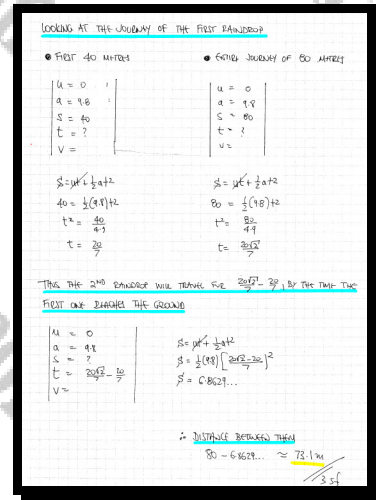 LOOKING AT THE JOURNEY OF THE FIRST RAINDROP
● FIRST 40 METRES
u = 0
a = 9.8
s = 40
t = ?
v =
s = ut + ½at²
40 = ½(9.8)t²
t² = 40/4.9
t = 20/7
● ENTIRE JOURNEY OF 80 METRES
u = 0
a = 9.8
s = 80
t = ?
v =
s = ut + ½at²
80 = ½(9.8)t²
t² = 80/4.9
t = 20√2/7
THUS THE 2ND RAINDROP WILL TRAVEL FOR 20√2/7 - 20/7, BY THE TIME THE
FIRST ONE REACHES THE GROUND
u = 0
a = 9.8
s = ?
t = 20√2/7 - 20/7
v =
s = ut + ½at²
s = ½(9.8)[20√2-20/7]²
s = 6.8629...
∴ DISTANCE BETWEEN THEM
80 - 6.8629... ≈ 73.1 m
3 sf